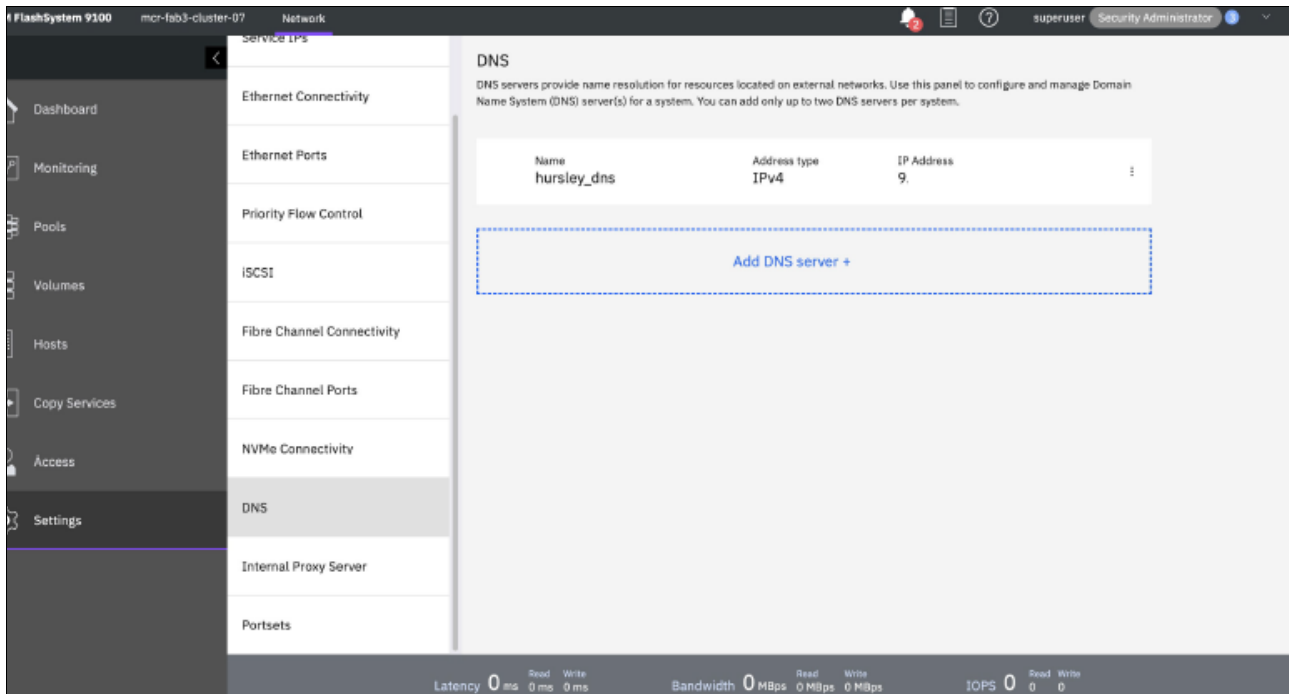 M FlashSystem 9100 mcr-fab3-cluster-07 Network 2 superuser Security Administrator 3
Dashboard
Monitoring
Pools
Volumes
Hosts
Copy Services
Access
Settings
Service IPs
Ethernet Connectivity
Ethernet Ports
Priority Flow Control
iSCSI
Fibre Channel Connectivity
Fibre Channel Ports
NVMe Connectivity
DNS
Internal Proxy Server
Portsets
DNS
DNS servers provide name resolution for resources located on external networks. Use this panel to configure and manage Domain
Name System (DNS) server(s) for a system. You can add only up to two DNS servers per system.
Name Address type IP Address
hursley_dns IPv4 9.
Add DNS server +
Latency 0 ms Read 0 ms Write 0 ms Bandwidth 0 MBps Read 0 MBps Write 0 MBps IOPS 0 Read 0 Write 0